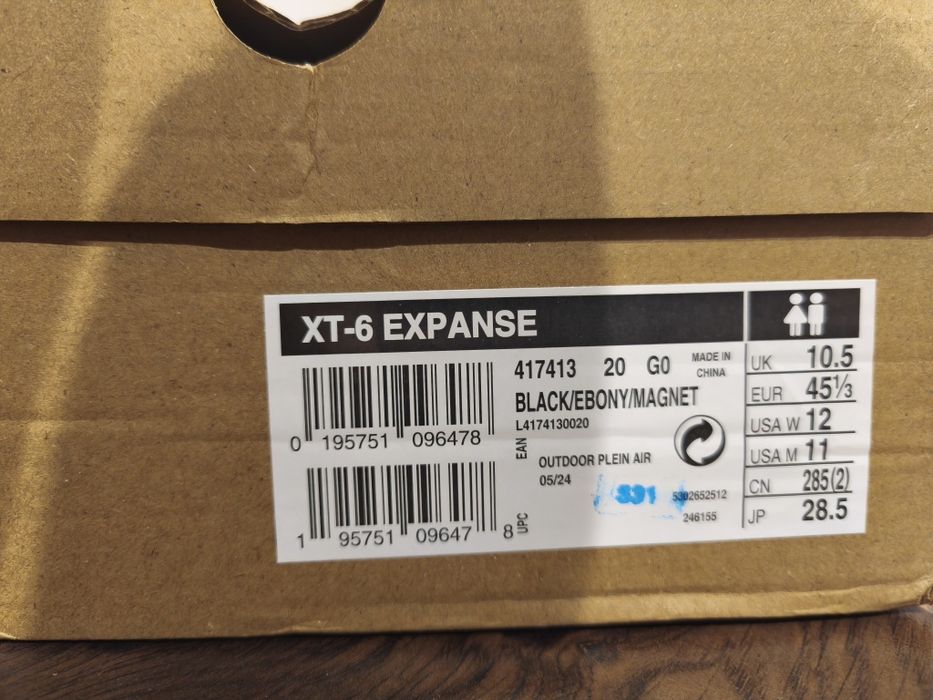 XT-6 EXPANSE
417413 20 G0 MADE IN CHINA
BLACK/EBONY/MAGNET
L4174130020
0 195751 096478
EAN
OUTDOOR PLEIN AIR
05/24
531
5302652512
246155
1 95751 09647 8
UPC
UK 10.5
EUR 45⅓
USA W 12
USA M 11
CN 285(2)
JP 28.5